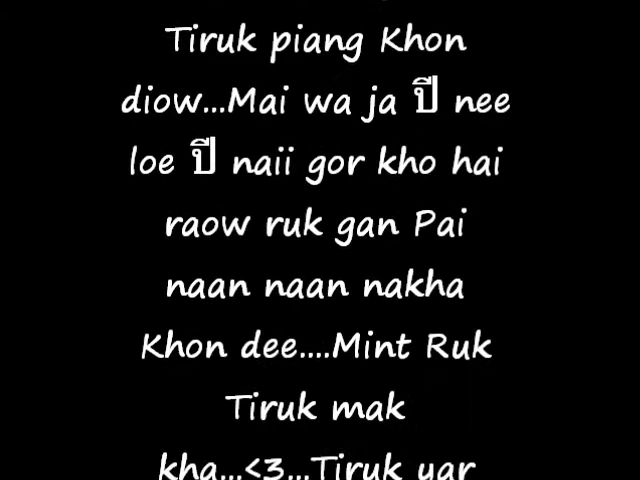 Tiruk piang Khon
diow...Mai wa ja ปี nee
loe ปี naii gor kho hai
raow ruk gan Pai
naan naan nakha
Khon dee....Mint Ruk
Tiruk mak
kha...<3...Tiruk yar